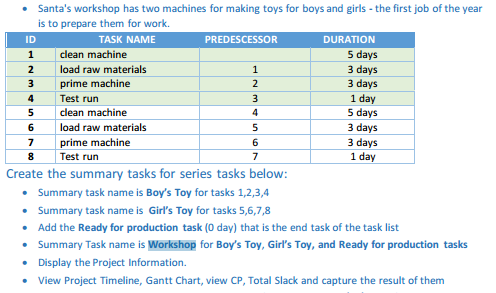 • Santa's workshop has two machines for making toys for boys and girls - the first job of the year
is to prepare them for work.
ID TASK NAME PREDECESSOR DURATION
1 clean machine 5 days
2 load raw materials 1 3 days
3 prime machine 2 3 days
4 Test run 3 1 day
5 clean machine 4 5 days
6 load raw materials 5 3 days
7 prime machine 6 3 days
8 Test run 7 1 day
Create the summary tasks for series tasks below:
• Summary task name is Boy's Toy for tasks 1,2,3,4
• Summary task name is Girl's Toy for tasks 5,6,7,8
• Add the Ready for production task (0 day) that is the end task of the task list
• Summary Task name is Workshop for Boy's Toy, Girl's Toy, and Ready for production tasks
• Display the Project Information.
• View Project Timeline, Gantt Chart, view CP, Total Slack and capture the result of them